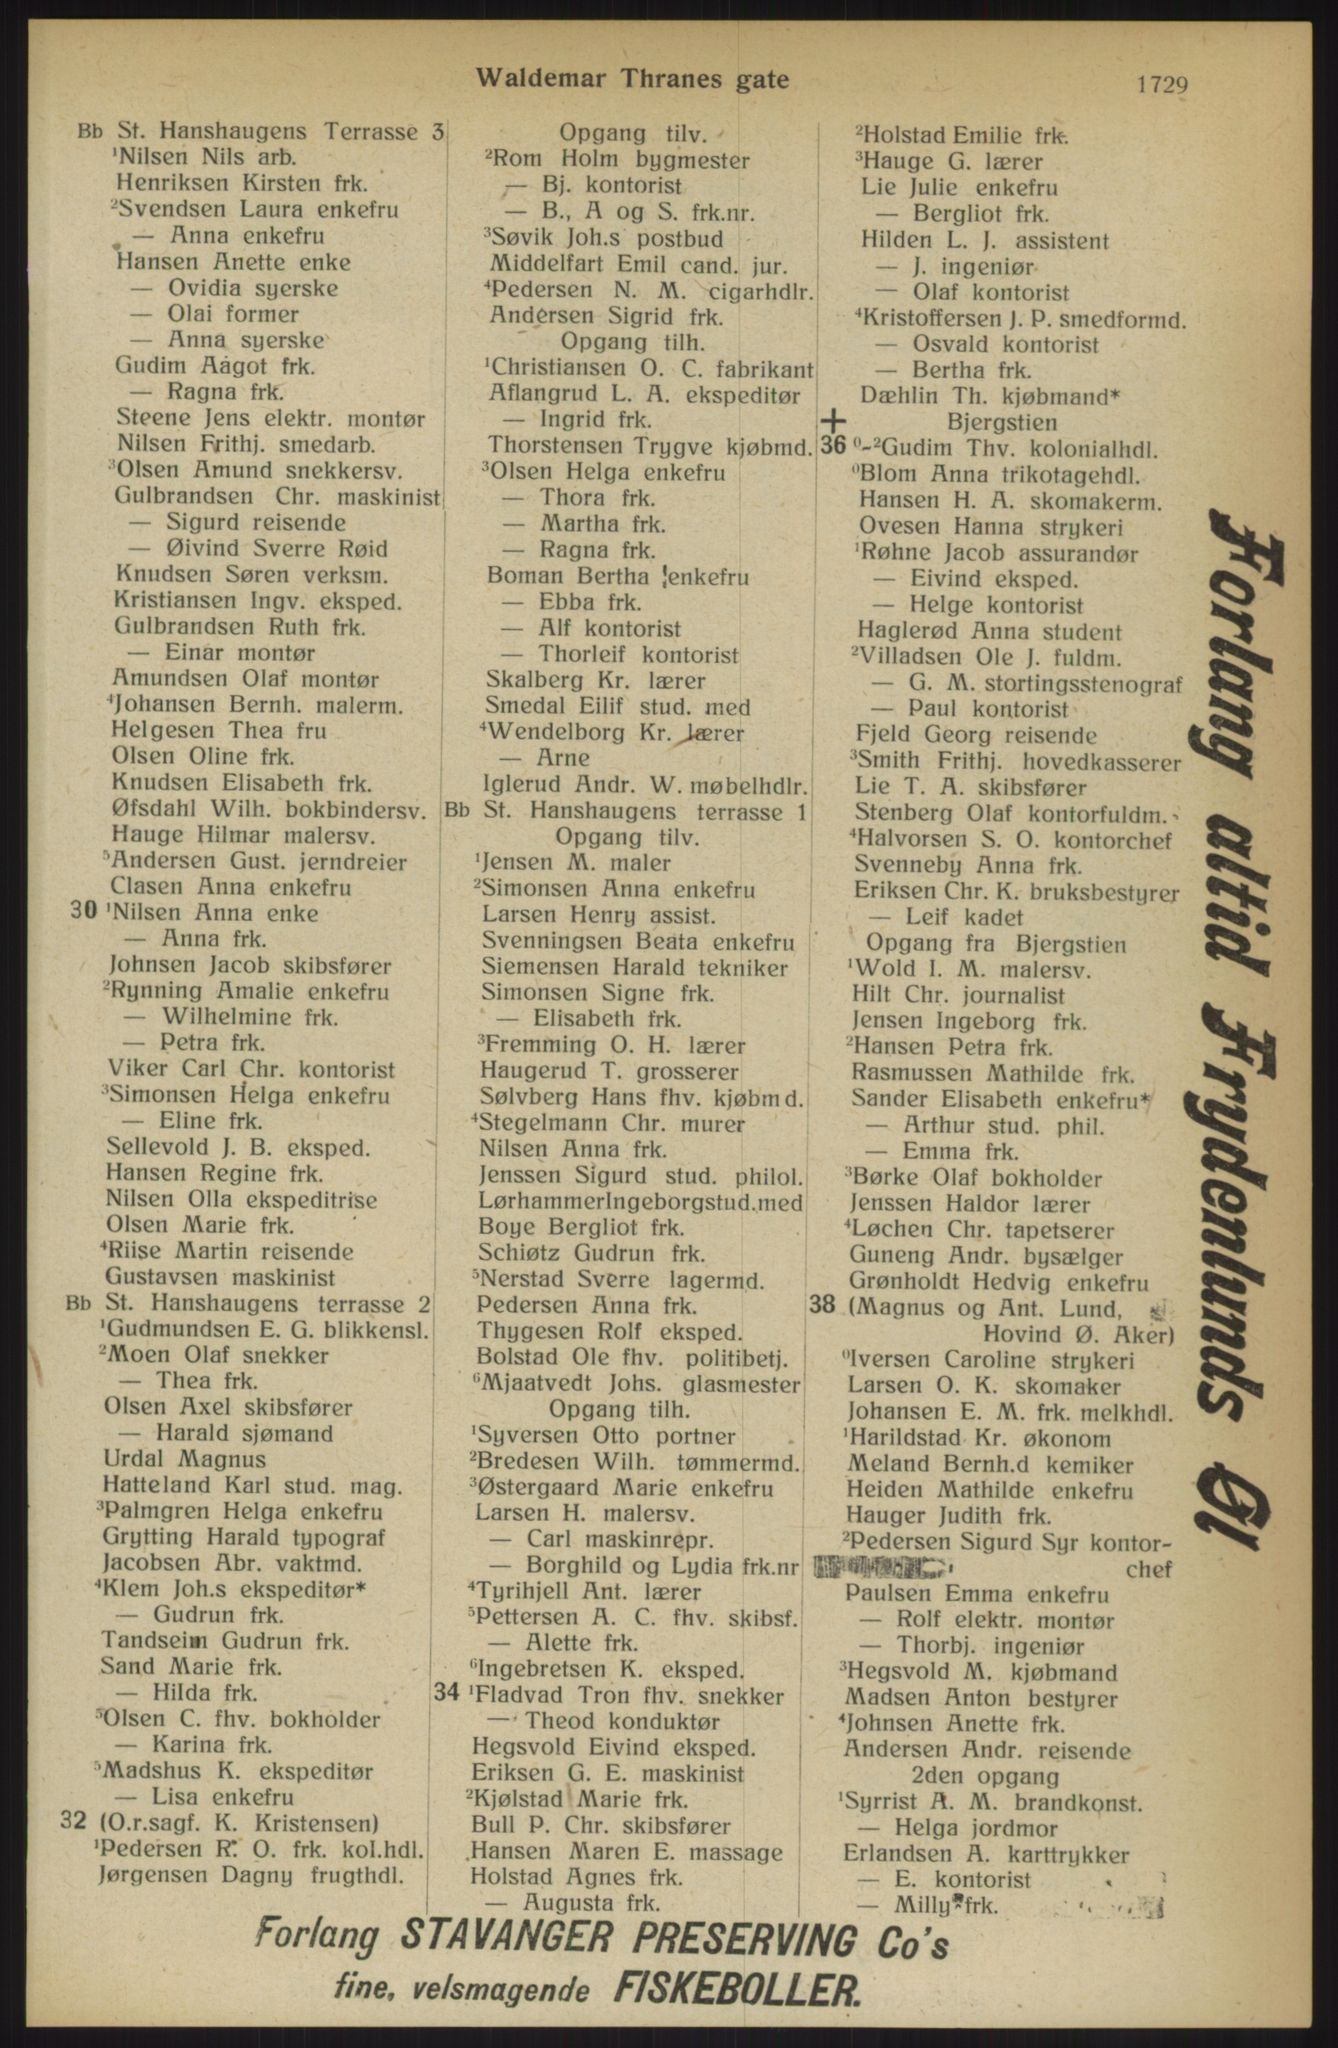 Waldemar Thranes gate
1729
Bb St. Hanshaugens Terrasse 3
¹Nilsen Nils arb.
Henriksen Kirsten frk.
²Svendsen Laura enkefru
— Anna enkefru
Hansen Anette enke
— Ovidia syerske
— Olai former
— Anna syerske
Gudim Aagot frk.
— Ragna frk.
Steene Jens elektr. montør
Nilsen Frithj. smedarb.
³Olsen Amund snekkersv.
Gulbrandsen Chr. maskinist
— Sigurd reisende
— Øivind Sverre Røid
Knudsen Søren verksm.
Kristiansen Ingv. eksped.
Gulbrandsen Ruth frk.
— Einar montør
Amundsen Olaf montør
⁴Johansen Bernh. malerm.
Helgesen Thea fru
Olsen Oline frk.
Knudsen Elisabeth frk.
Øfsdahl Wilh. bokbindersv.
Hauge Hilmar malersv.
⁵Andersen Gust. jerndreier
Clasen Anna enkefru
30 ¹Nilsen Anna enke
— Anna frk.
Johnsen Jacob skibsfører
²Rynning Amalie enkefru
— Wilhelmine frk.
— Petra frk.
Viker Carl Chr. kontorist
³Simonsen Helga enkefru
— Eline frk.
Sellevold J. B. eksped.
Hansen Regine frk.
Nilsen Olla ekspeditrise
Olsen Marie frk.
⁴Riise Martin reisende
Gustavsen maskinist
Bb St. Hanshaugens terrasse 2
¹Gudmundsen E. G. blikkensl.
²Moen Olaf snekker
— Thea frk.
Olsen Axel skibsfører
— Harald sjømand
Urdal Magnus
Hatteland Karl stud. mag.
³Palmgren Helga enkefru
Grytting Harald typograf
Jacobsen Abr. vaktmd.
⁴Klem Joh.s ekspeditør*
— Gudrun frk.
Tandseim Gudrun frk.
Sand Marie frk.
— Hilda frk.
⁵Olsen C. fhv. bokholder
— Karina frk.
⁵Madshus K. ekspeditør
— Lisa enkefru
32 (O.r.sagf. K. Kristensen)
¹Pedersen R. O. frk. kol.hdl.
Jørgensen Dagny frugthdl.
Opgang tilv.
²Rom Holm bygmester
— Bj. kontorist
— B., A og S. frk.nr.
³Søvik Joh.s postbud
Middelfart Emil cand. jur.
⁴Pedersen N. M. cigarhdlr.
Andersen Sigrid frk.
Opgang tilh.
¹Christiansen O. C. fabrikant
Aflangrud L. A. ekspeditør
— Ingrid frk.
Thorstensen Trygve kjøbmd.
³Olsen Helga enkefru
— Thora frk.
— Martha frk.
— Ragna frk.
Boman Bertha enkefru
— Ebba frk.
— Alf kontorist
— Thorleif kontorist
Skalberg Kr. lærer
Smedal Eilif stud. med
⁴Wendelborg Kr. lærer
— Arne
Iglerud Andr. W. møbelhdlr.
Bb St. Hanshaugens terrasse 1
Opgang tilv.
¹Jensen M. maler
²Simonsen Anna enkefru
Larsen Henry assist.
Svenningsen Beata enkefru
Siemensen Harald tekniker
Simonsen Signe frk.
— Elisabeth frk.
³Fremming O. H. lærer
Haugerud T. grosserer
Sølvberg Hans fhv. kjøbmd.
⁴Stegelmann Chr. murer
Nilsen Anna frk.
Jenssen Sigurd stud. philol.
LørhammerIngeborgstud.med
Boye Bergliot frk.
Schiøtz Gudrun frk.
⁵Nerstad Sverre lagermd.
Pedersen Anna frk.
Thygesen Rolf eksped.
Bolstad Ole fhv. politibetj.
⁶Mjaatvedt Johs. glasmester
Opgang tilh.
¹Syversen Otto portner
²Bredesen Wilh. tømmermd.
³Østergaard Marie enkefru
Larsen H. malersv.
— Carl maskinrepr.
— Borghild og Lydia frk.nr
⁴Tyrihjell Ant. lærer
⁵Pettersen A. C. fhv. skibsf.
— Alette frk.
⁶Ingebretsen K. eksped.
34 ¹Fladvad Tron fhv. snekker
— Theod konduktør
Hegsvold Eivind eksped.
Eriksen G. E. maskinist
²Kjølstad Marie frk.
Bull P. Chr. skibsfører
Hansen Maren E. massage
Holstad Agnes frk.
— Augusta frk.
²Holstad Emilie frk.
³Hauge G. lærer
Lie Julie enkefru
— Bergliot frk.
Hilden L. J. assistent
— J. ingeniør
— Olaf kontorist
⁴Kristoffersen J. P. smedformd.
— Osvald kontorist
— Bertha frk.
Dæhlin Th. kjøbmand*
+ Bjergstien
36 ⁰-²Gudim Thv. kolonialhdl.
⁰Blom Anna trikotagehdl.
Hansen H. A. skomakerm.
Ovesen Hanna strykeri
¹Røhne Jacob assurandør
— Eivind eksped.
— Helge kontorist
Haglerød Anna student
²Villadsen Ole J. fuldm.
— G. M. stortingsstenograf
— Paul kontorist
Fjeld Georg reisende
³Smith Frithj. hovedkasserer
Lie T. A. skibsfører
Stenberg Olaf kontorfuldm.
⁴Halvorsen S. O. kontorchef
Svenneby Anna frk.
Eriksen Chr. K. bruksbestyrer
— Leif kadet
Opgang fra Bjergstien
¹Wold I. M. malersv.
Hilt Chr. journalist
Jensen Ingeborg frk.
²Hansen Petra frk.
Rasmussen Mathilde frk.
Sander Elisabeth enkefru*
— Arthur stud. phil.
— Emma frk.
³Børke Olaf bokholder
Jenssen Haldor lærer
⁴Løchen Chr. tapetserer
Guneng Andr. bysælger
Grønholdt Hedvig enkefru
38 (Magnus og Ant. Lund,
Hovind Ø. Aker)
⁰Iversen Caroline strykeri
Larsen O. K. skomaker
Johansen E. M. frk. melkhdl.
¹Harildstad Kr. økonom
Meland Bernh.d kemiker
Heiden Mathilde enkefru
Hauger Judith frk.
²Pedersen Sigurd Syr kontor-
chef
Paulsen Emma enkefru
— Rolf elektr. montør
— Thorbj. ingeniør
³Hegsvold M. kjøbmand
Madsen Anton bestyrer
⁴Johnsen Anette frk.
Andersen Andr. reisende
2den opgang
¹Syrrist A. M. brandkonst.
— Helga jordmor
Erlandsen A. karttrykker
— E. kontorist
— Milly frk.
Forlang altid Frydenlunds Øl
Forlang STAVANGER PRESERVING Co's
fine, velsmagende FISKEBOLLER.